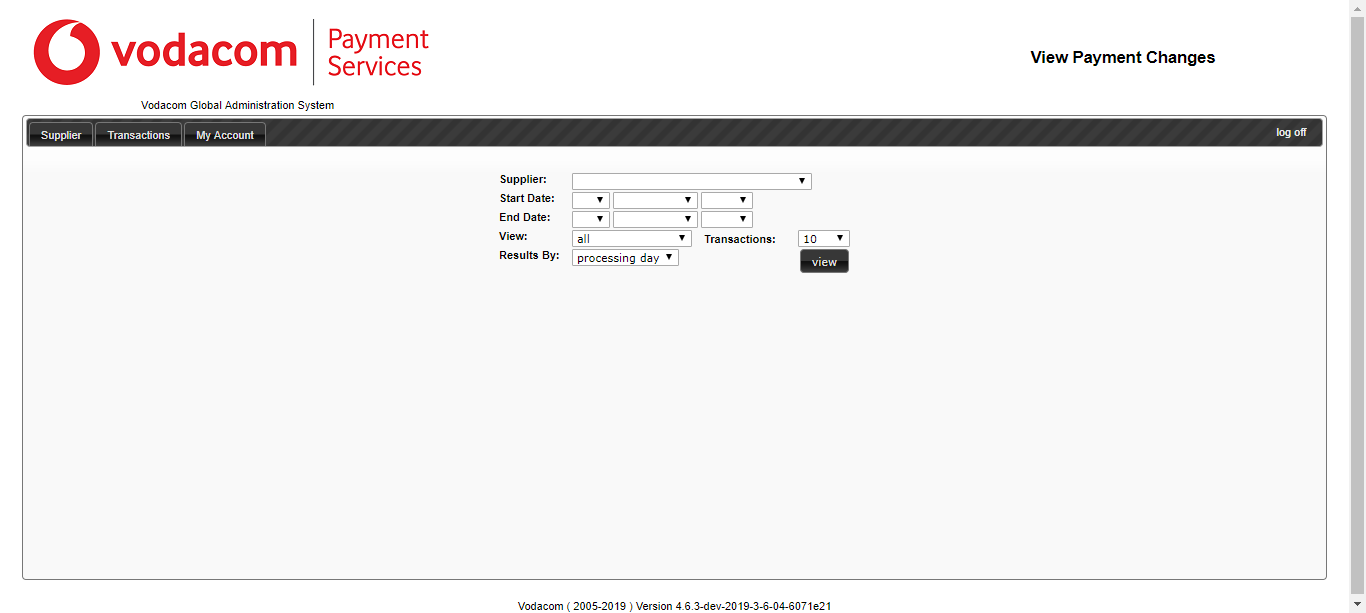 vodacom
Payment
Services
View Payment Changes
Vodacom Global Administration System
Supplier Transactions My Account log off
Supplier:
Start Date:
End Date:
View: all Transactions: 10
Results By: processing day view
Vodacom ( 2005-2019 ) Version 4.6.3-dev-2019-3-6-04-6071e21